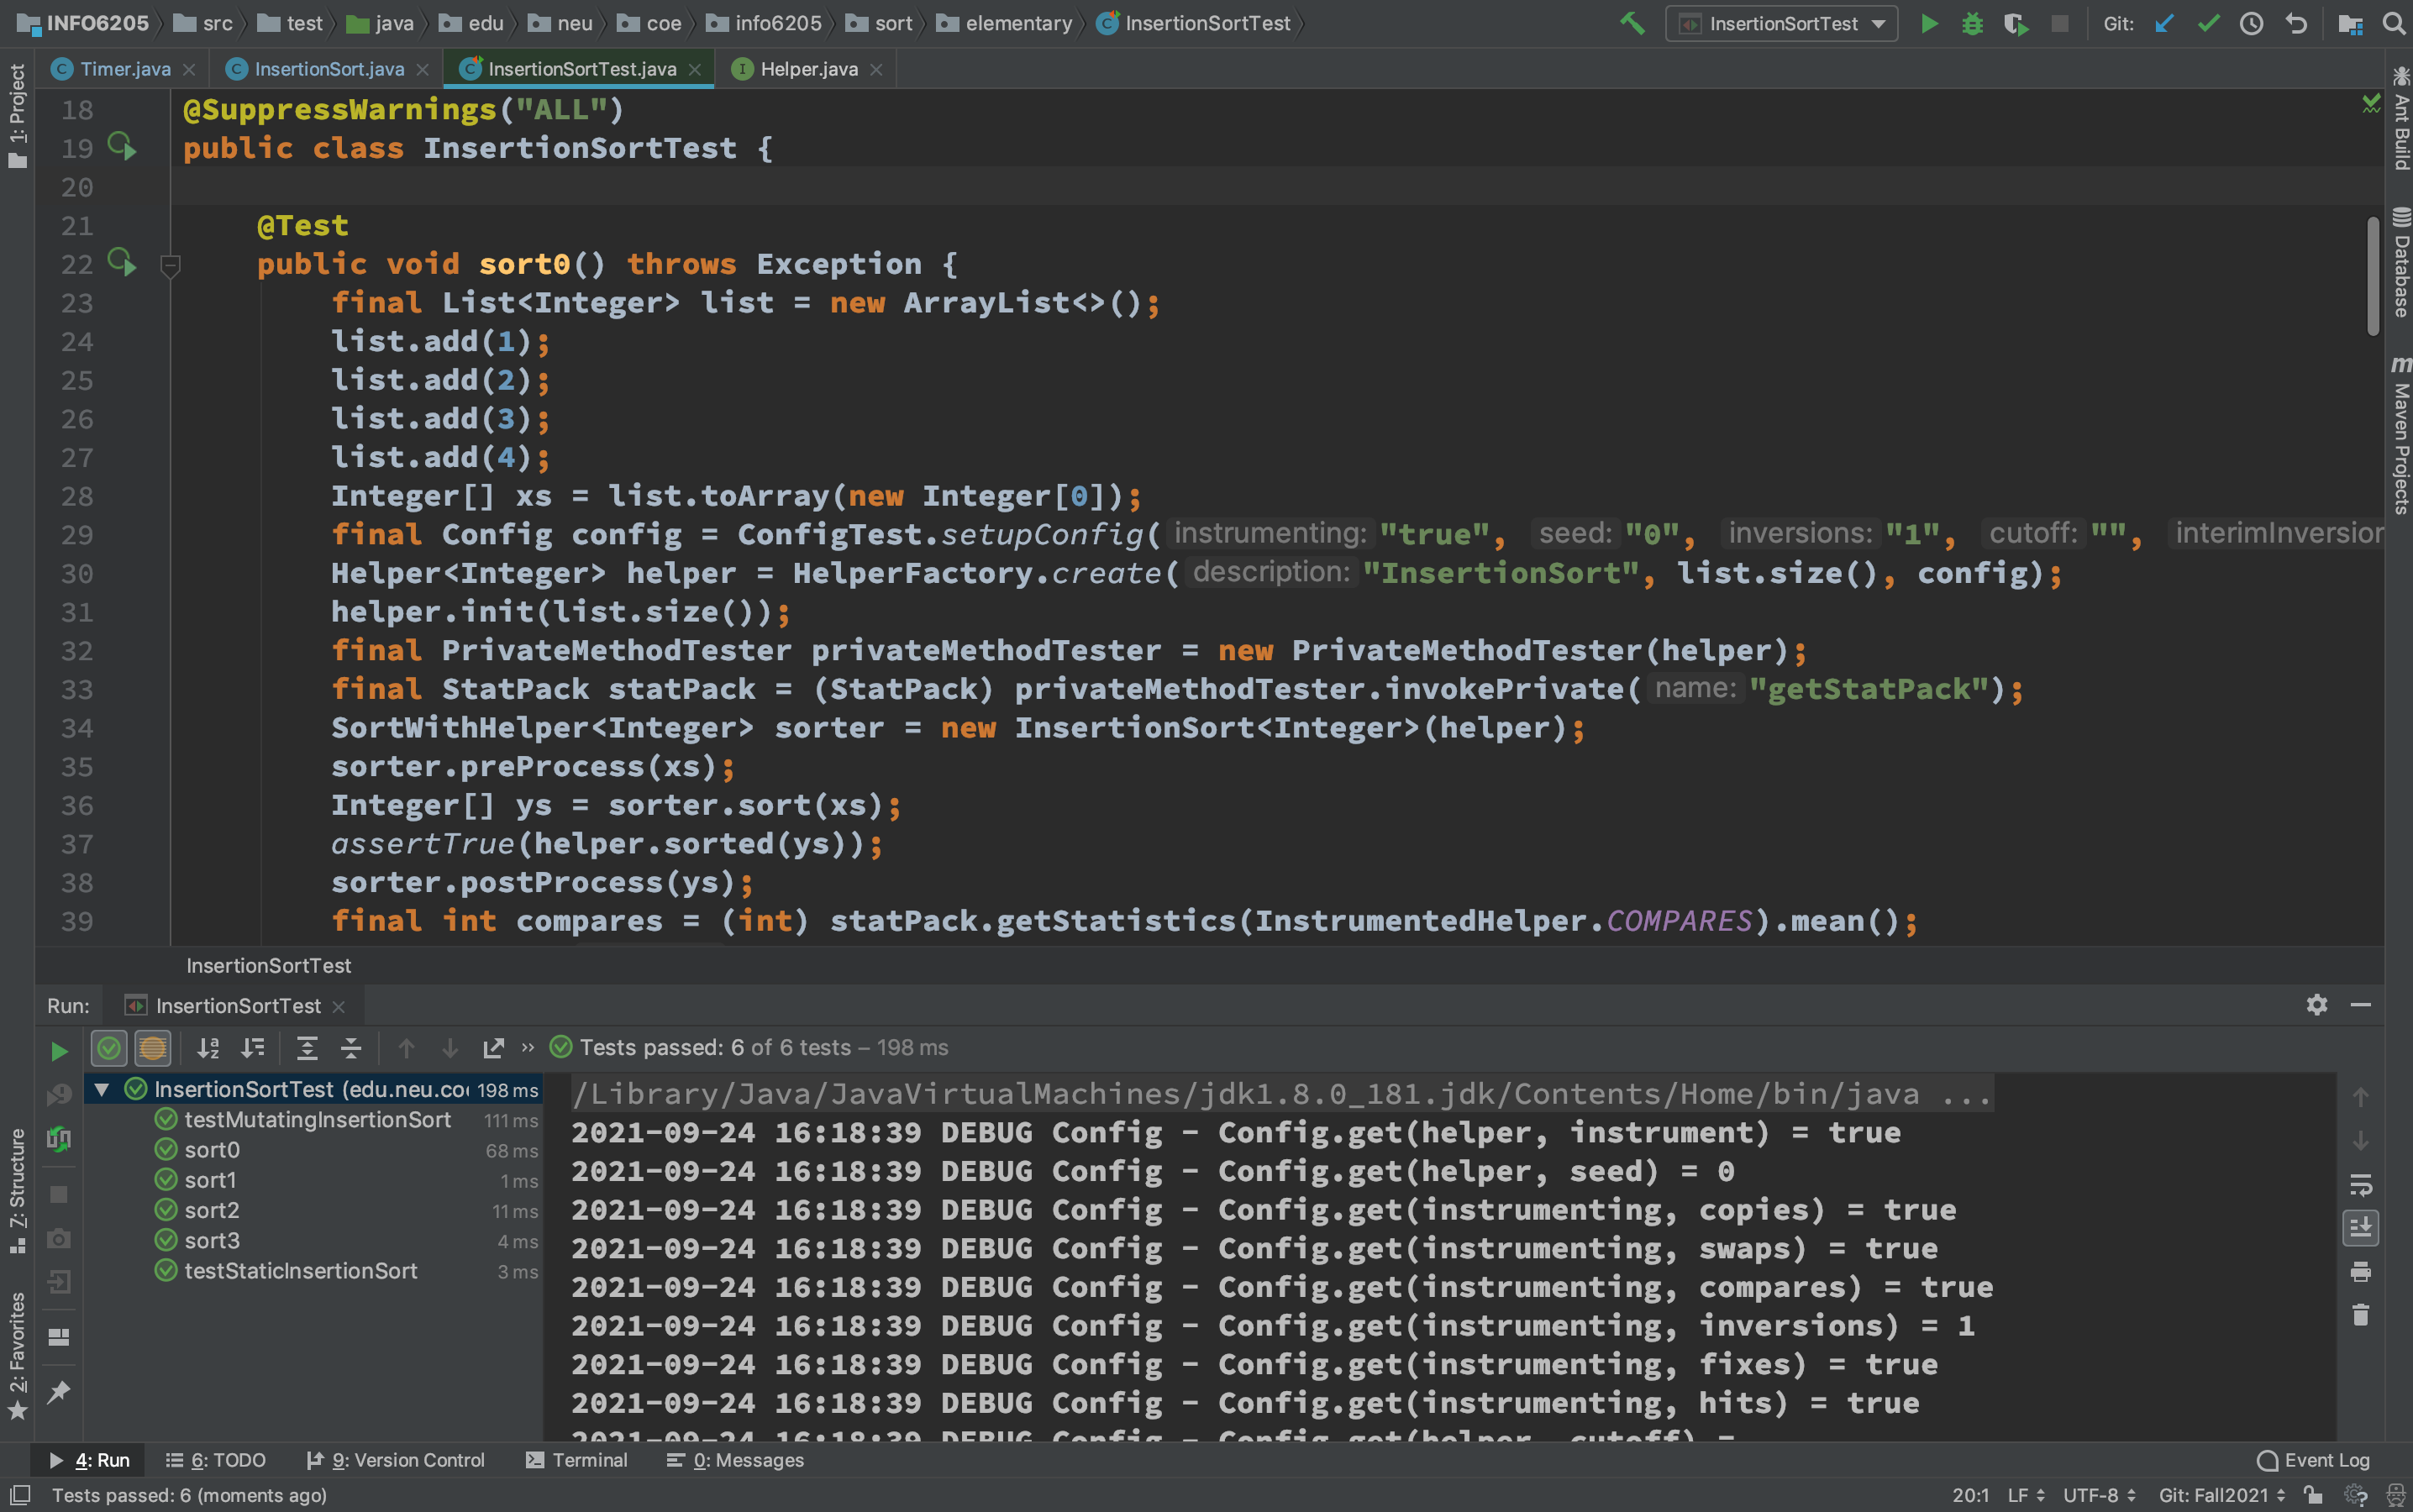 INFO6205 src test java edu neu coe info6205 sort elementary InsertionSortTest InsertionSortTest Git:
Timer.java InsertionSort.java InsertionSortTest.java Helper.java
1: Project
7: Structure
2: Favorites
Ant Build
Database
Maven Projects
18 @SuppressWarnings("ALL")
19 public class InsertionSortTest {
20
21 @Test
22 public void sort0() throws Exception {
23 final List<Integer> list = new ArrayList<>();
24 list.add(1);
25 list.add(2);
26 list.add(3);
27 list.add(4);
28 Integer[] xs = list.toArray(new Integer[0]);
29 final Config config = ConfigTest.setupConfig( instrumenting: "true", seed: "0", inversions: "1", cutoff: "", interimInversion
30 Helper<Integer> helper = HelperFactory.create( description: "InsertionSort", list.size(), config);
31 helper.init(list.size());
32 final PrivateMethodTester privateMethodTester = new PrivateMethodTester(helper);
33 final StatPack statPack = (StatPack) privateMethodTester.invokePrivate( name: "getStatPack");
34 SortWithHelper<Integer> sorter = new InsertionSort<Integer>(helper);
35 sorter.preProcess(xs);
36 Integer[] ys = sorter.sort(xs);
37 assertTrue(helper.sorted(ys));
38 sorter.postProcess(ys);
39 final int compares = (int) statPack.getStatistics(InstrumentedHelper.COMPARES).mean();
InsertionSortTest
Run: InsertionSortTest
Tests passed: 6 of 6 tests – 198 ms
InsertionSortTest (edu.neu.coe 198 ms
testMutatingInsertionSort 111 ms
sort0 68 ms
sort1 1 ms
sort2 11 ms
sort3 4 ms
testStaticInsertionSort 3 ms
/Library/Java/JavaVirtualMachines/jdk1.8.0_181.jdk/Contents/Home/bin/java ...
2021-09-24 16:18:39 DEBUG Config - Config.get(helper, instrument) = true
2021-09-24 16:18:39 DEBUG Config - Config.get(helper, seed) = 0
2021-09-24 16:18:39 DEBUG Config - Config.get(instrumenting, copies) = true
2021-09-24 16:18:39 DEBUG Config - Config.get(instrumenting, swaps) = true
2021-09-24 16:18:39 DEBUG Config - Config.get(instrumenting, compares) = true
2021-09-24 16:18:39 DEBUG Config - Config.get(instrumenting, inversions) = 1
2021-09-24 16:18:39 DEBUG Config - Config.get(instrumenting, fixes) = true
2021-09-24 16:18:39 DEBUG Config - Config.get(instrumenting, hits) = true
2021-09-24 16:18:39 DEBUG Config - Config.get(helper, cutoff) =
4: Run 6: TODO 9: Version Control Terminal 0: Messages Event Log
Tests passed: 6 (moments ago) 20:1 LF UTF-8 Git: Fall2021